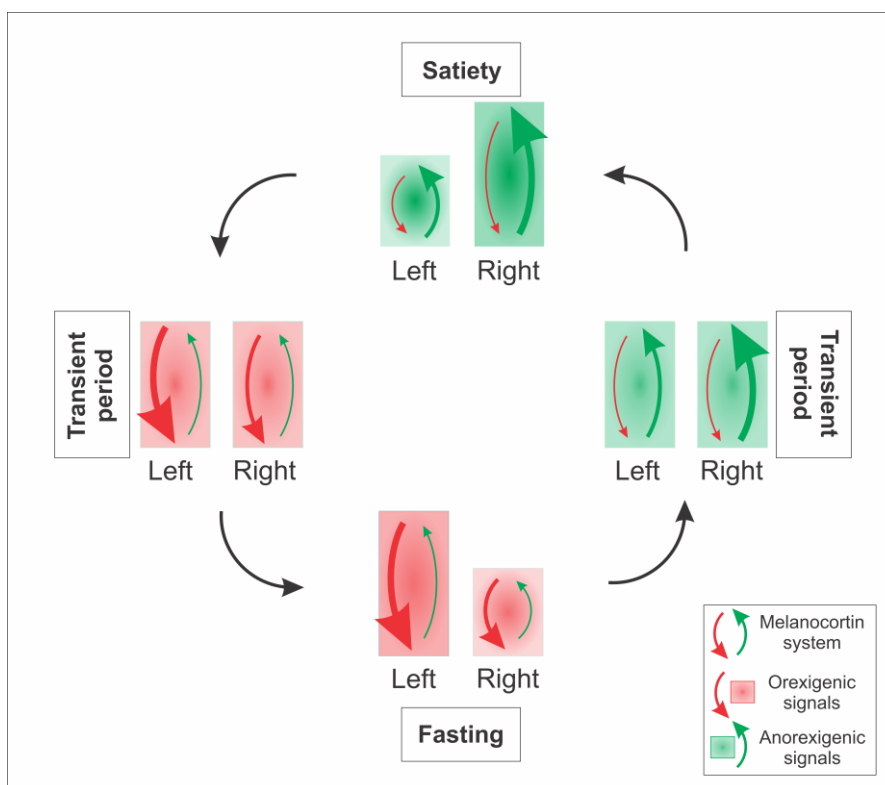 Satiety
Left
Right
Transient
period
Left
Right
Left
Right
Transient
period
Left
Right
Fasting
Melanocortin
system
Orexigenic
signals
Anorexigenic
signals